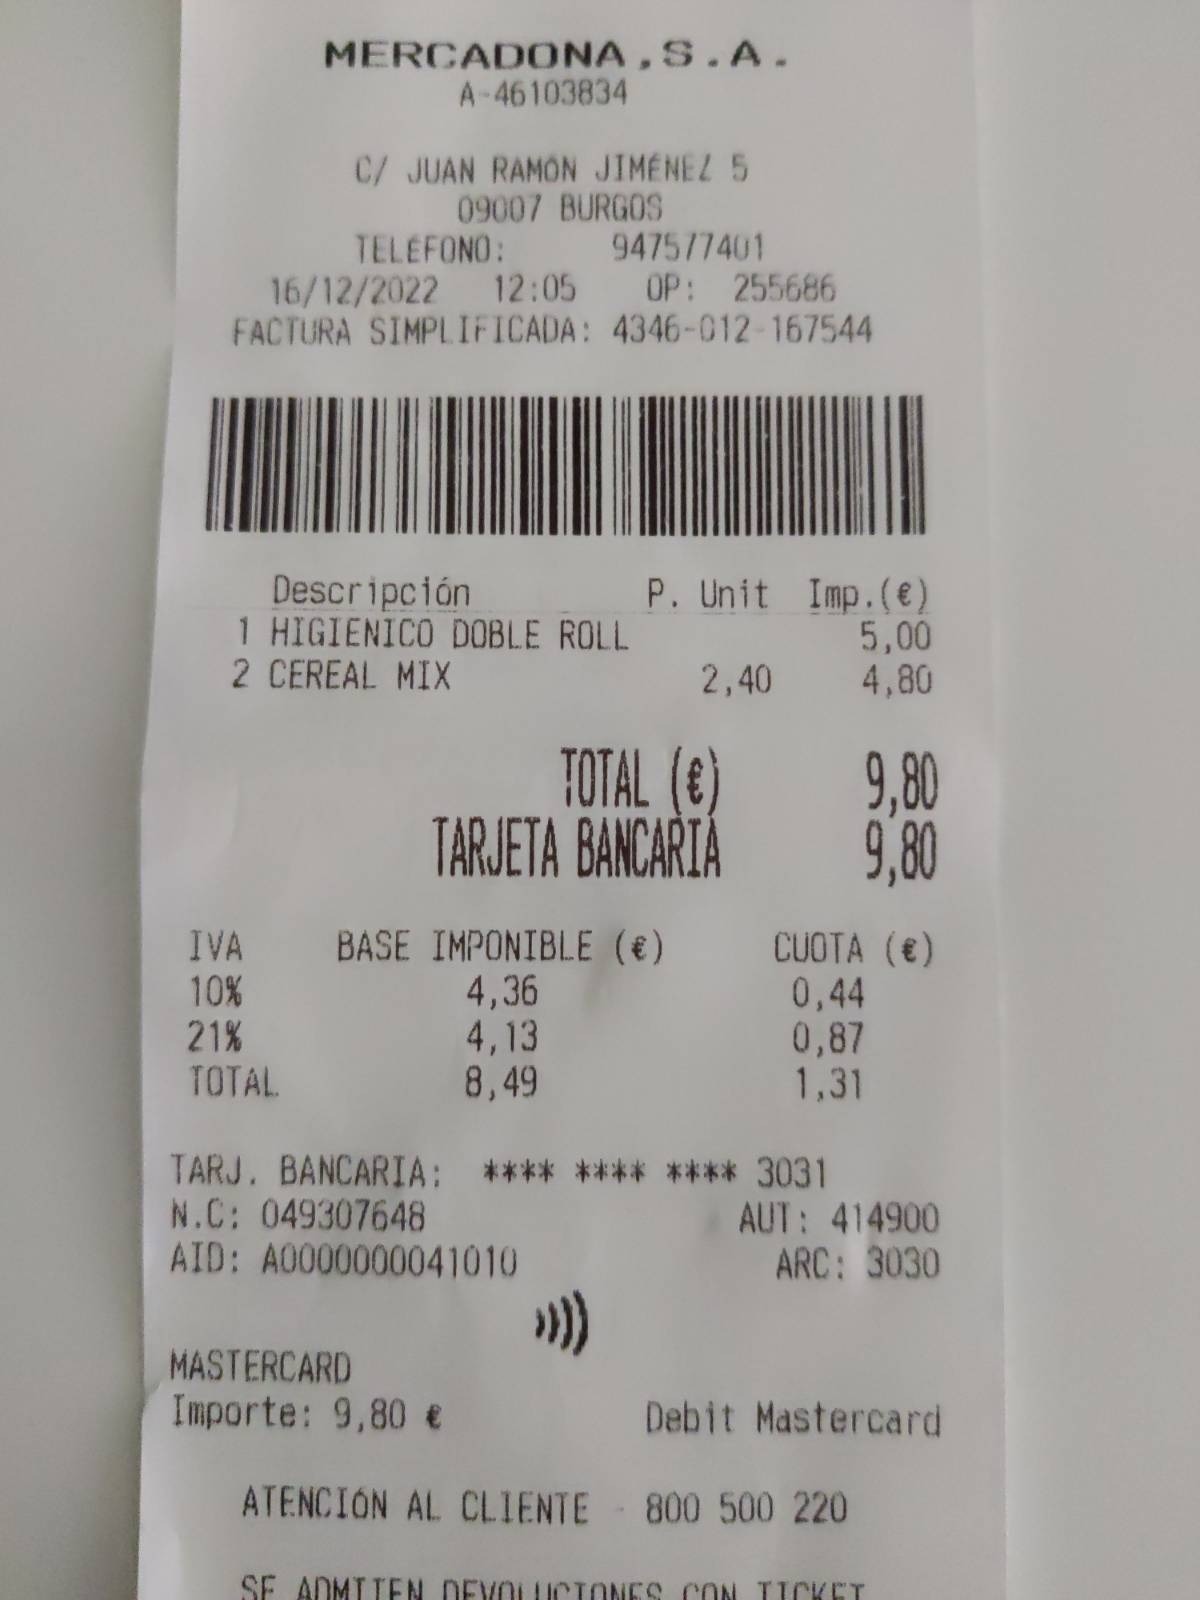 MERCADONA,S.A.
A-46103834
C/ JUAN RAMÓN JIMÉNEZ 5
09007 BURGOS
TELÉFONO: 947577401
16/12/2022 12:05 OP: 255686
FACTURA SIMPLIFICADA: 4346-012-167544
Descripción P. Unit Imp.(€)
1 HIGIENICO DOBLE ROLL 5,00
2 CEREAL MIX 2,40 4,80
TOTAL (€) 9,80
TARJETA BANCARIA 9,80
IVA BASE IMPONIBLE (€) CUOTA (€)
10% 4,36 0,44
21% 4,13 0,87
TOTAL 8,49 1,31
TARJ. BANCARIA: **** **** **** 3031
N.C: 049307648 AUT: 414900
AID: A0000000041010 ARC: 3030
MASTERCARD
Importe: 9,80 € Debit Mastercard
ATENCIÓN AL CLIENTE - 800 500 220
SE ADMITEN DEVOLUCIONES CON TICKET